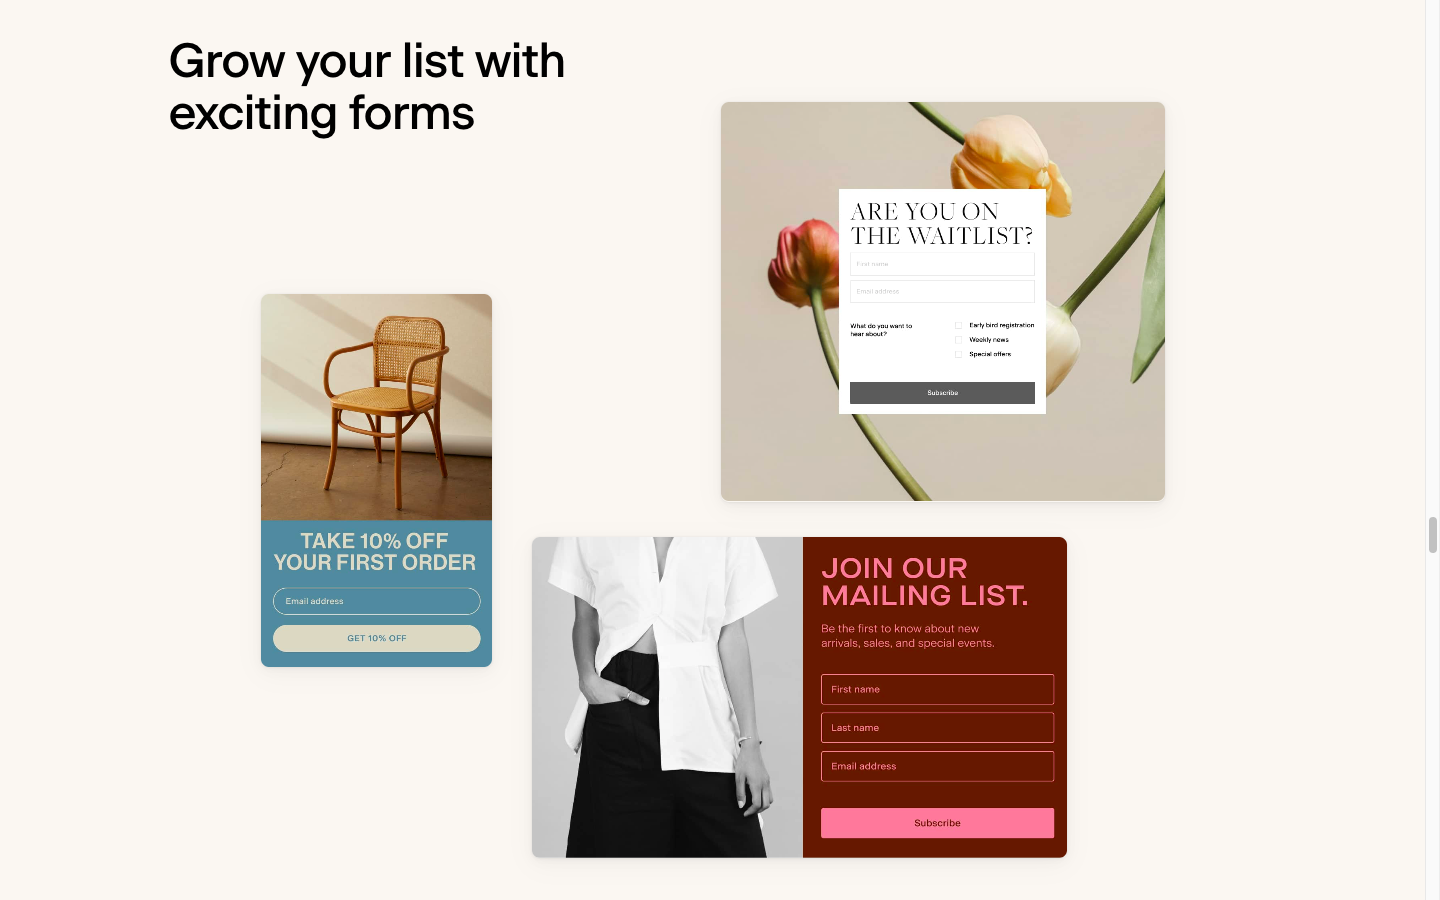 Grow your list with
exciting forms
ARE YOU ON
THE WAITLIST?
First name
Email address
What do you want to
hear about?
Early bird registration
Weekly news
Special offers
Subscribe
TAKE 10% OFF
YOUR FIRST ORDER
Email address
GET 10% OFF
JOIN OUR
MAILING LIST.
Be the first to know about new
arrivals, sales, and special events.
First name
Last name
Email address
Subscribe